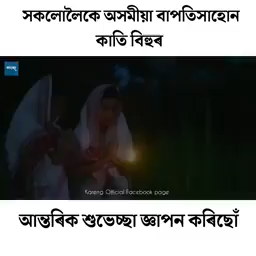 সকলোলৈকে অসমীয়া বাপতিসাহোন
কাতি বিহুৰ
Kareng Official Facebook page
আন্তৰিক শুভেচ্ছা জ্ঞাপন কৰিছোঁ